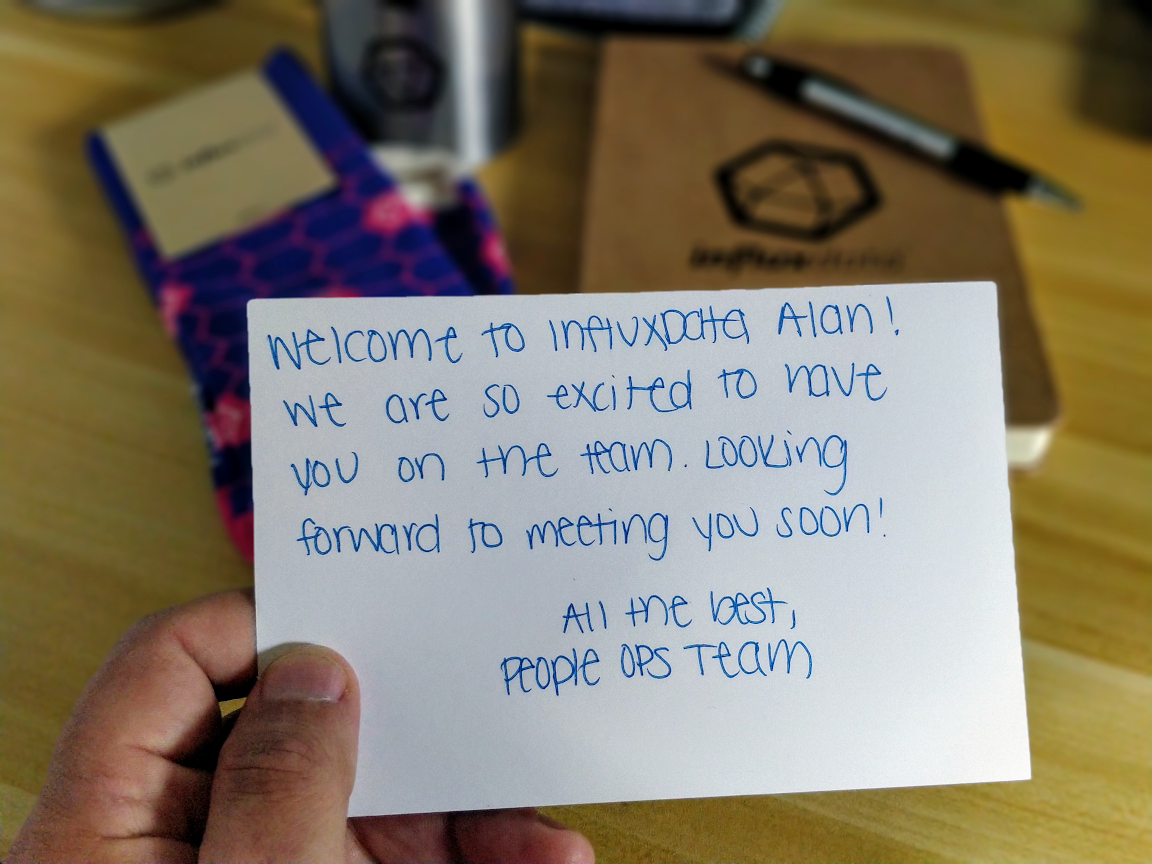 influxdata
Welcome to InfluxData Alan!
We are so excited to have
you on the team. Looking
forward to meeting you soon!
All the best,
People Ops Team